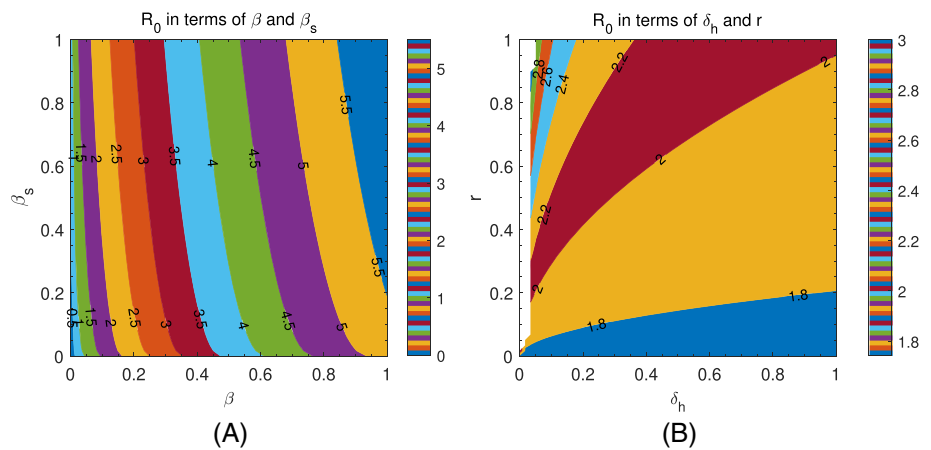 R0 in terms of β and βs
1
0.8
0.6
0.4
0.2
0
βs
0 0.2 0.4 0.6 0.8 1
β
1 1.5 2 2.5 3 3.5 4 4.5 5 5.5
0.5 1 1.5 2 2.5 3 3.5 4 4.5 5 5.5
5
4
3
2
1
0
(A)
R0 in terms of δh and r
1
0.8
0.6
0.4
0.2
0
r
0 0.2 0.4 0.6 0.8 1
δh
2.8 2.6 2.4 2.2 2
2.2 2
2 1.8 1.8
3
2.8
2.6
2.4
2.2
2
1.8
(B)